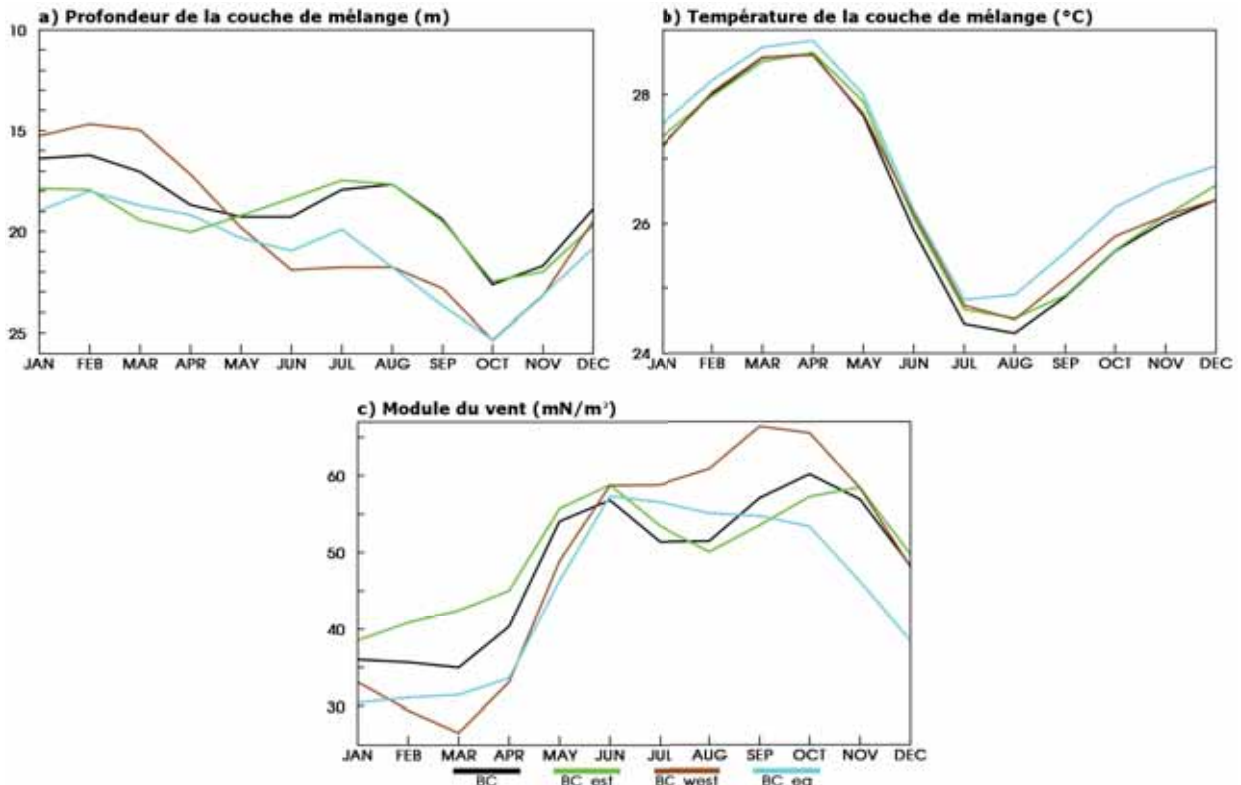 a) Profondeur de la couche de mélange (m)
10
15
20
25
JAN FEB MAR APR MAY JUN JUL AUG SEP OCT NOV DEC
b) Température de la couche de mélange (°C)
28
26
24
JAN FEB MAR APR MAY JUN JUL AUG SEP OCT NOV DEC
c) Module du vent (mN/m²)
60
50
40
30
JAN FEB MAR APR MAY JUN JUL AUG SEP OCT NOV DEC
BC BC_est BC_west BC_eq